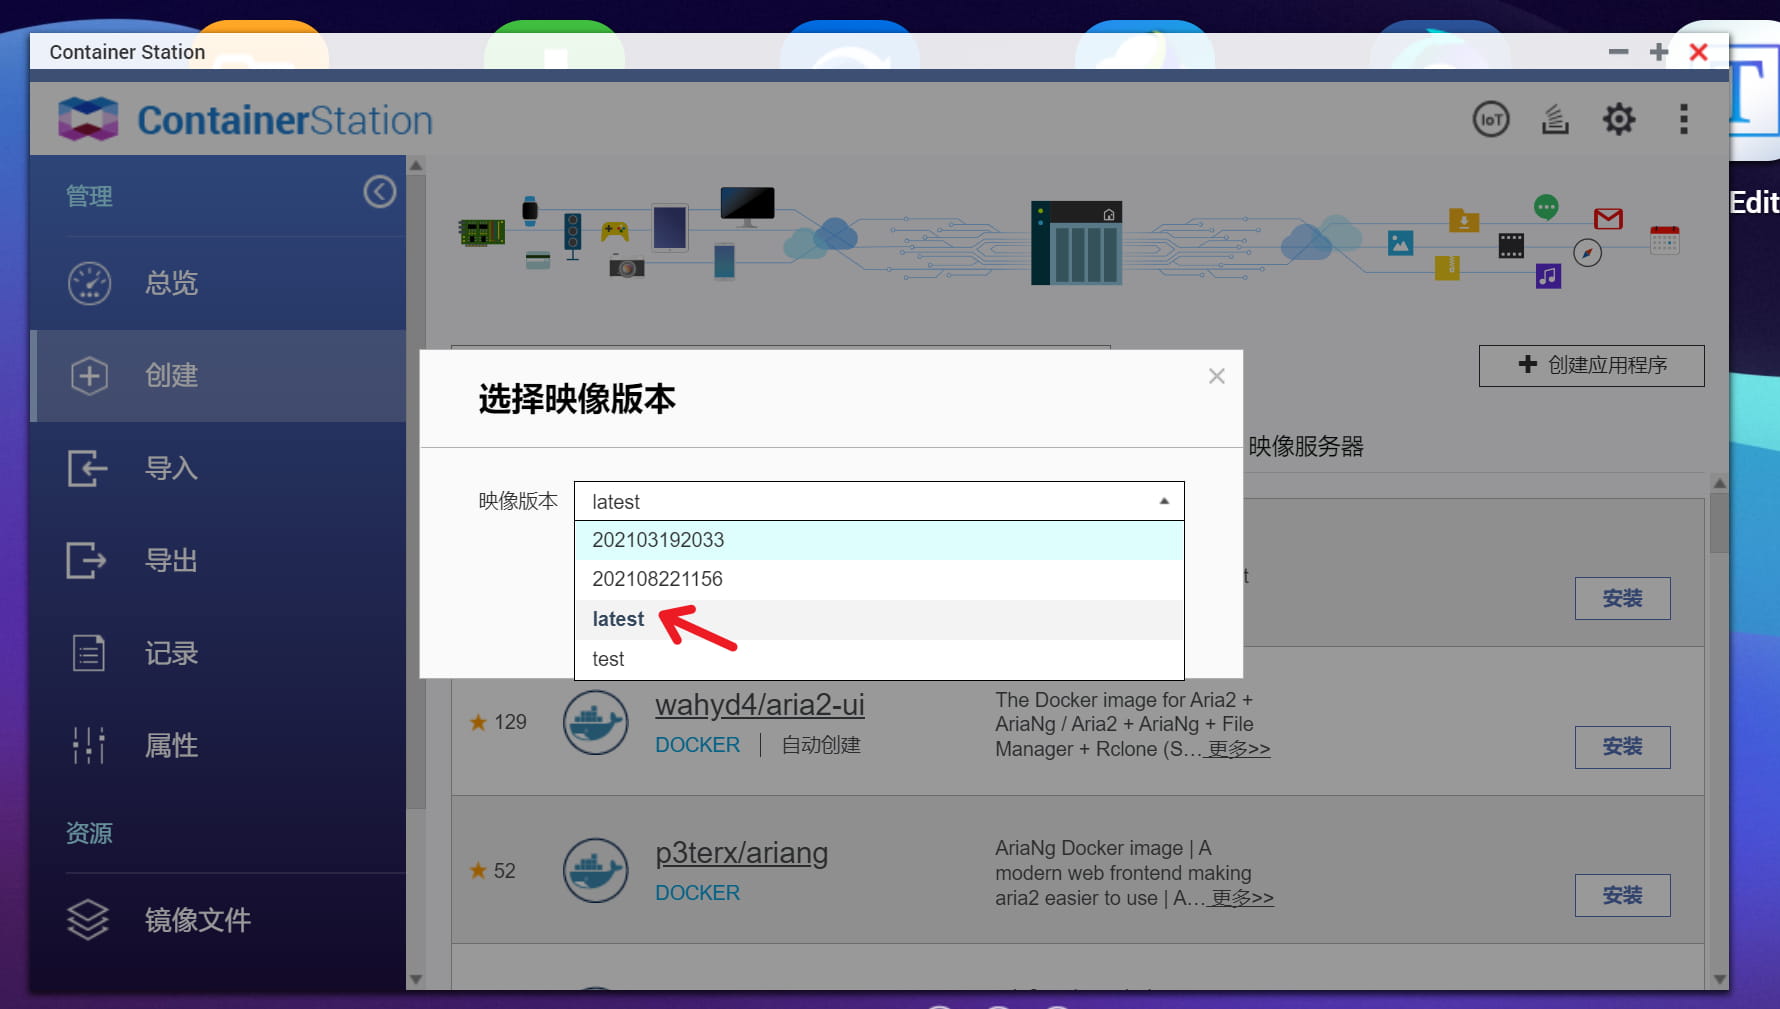 Container Station
ContainerStation
IoT
T
Edit
管理
总览
创建
导入
导出
记录
属性
资源
镜像文件
创建应用程序
映像服务器
选择映像版本
映像版本
latest
202103192033
202108221156
latest
test
t
安装
129
wahyd4/aria2-ui
DOCKER | 自动创建
The Docker image for Aria2 +
AriaNg / Aria2 + AriaNg + File
Manager + Rclone (S… 更多>>
安装
52
p3terx/ariang
DOCKER
AriaNg Docker image | A
modern web frontend making
aria2 easier to use | A… 更多>>
安装